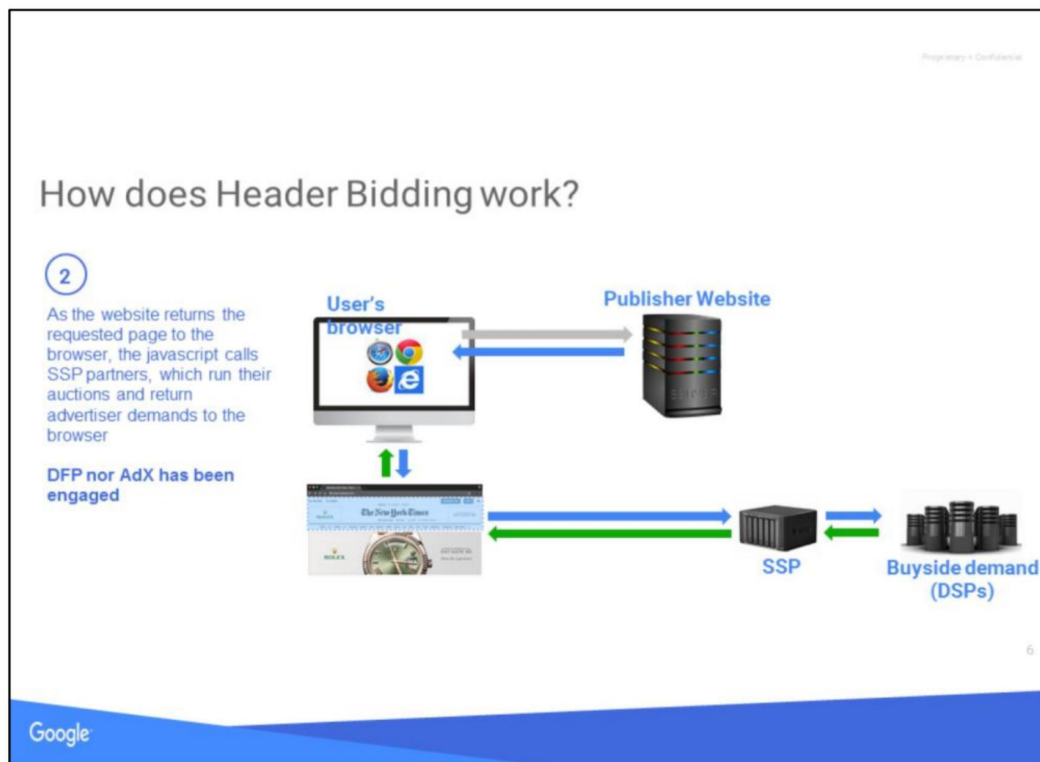 Proprietary + Confidential
How does Header Bidding work?
2
As the website returns the
requested page to the
browser, the javascript calls
SSP partners, which run their
auctions and return
advertiser demands to the
browser
DFP nor AdX has been
engaged
User's
browser
Publisher Website
The New York Times
ROLEX
ROLEX
SSP
Buyside demand
(DSPs)
6
Google